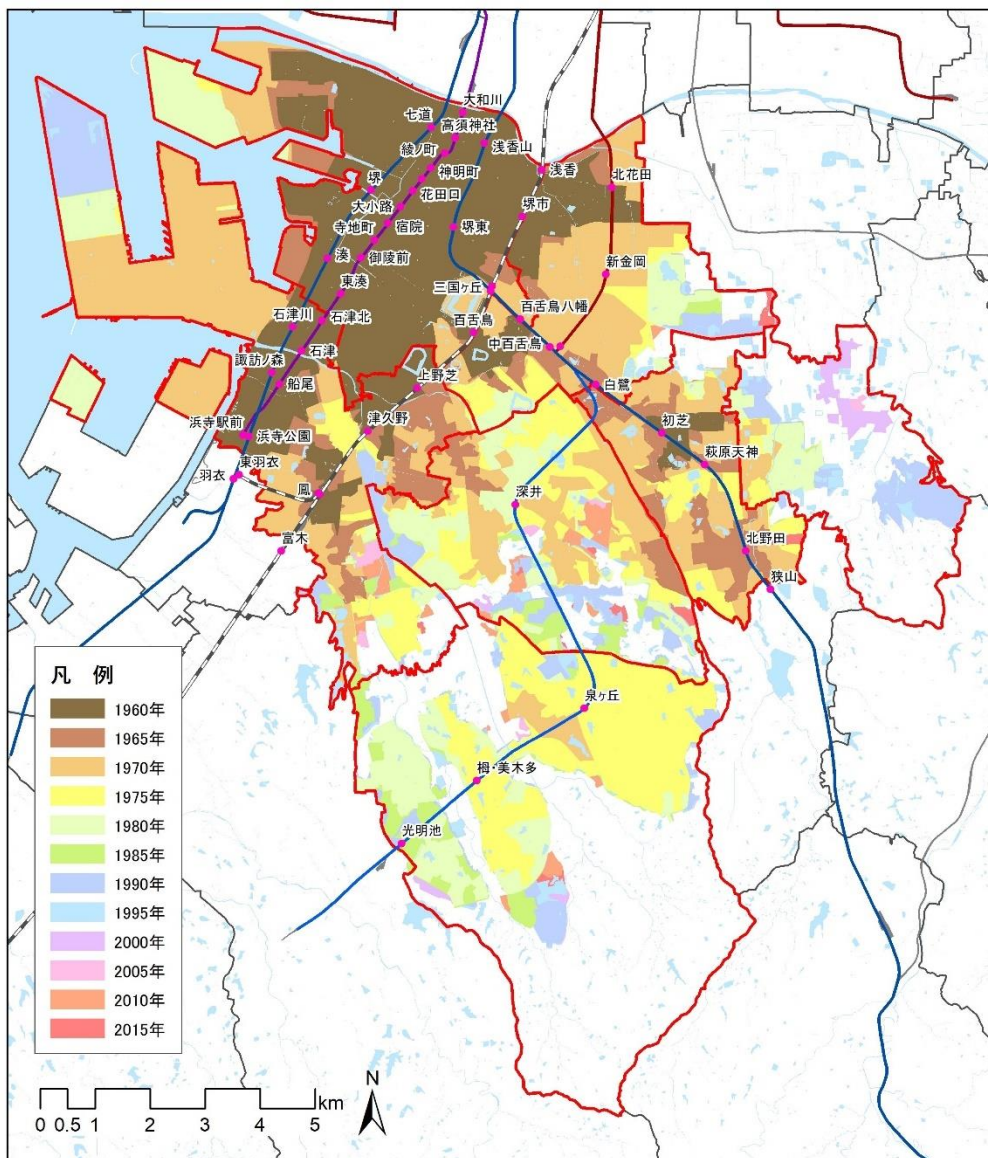 大和川
七道
高須神社
綾ノ町
浅香山
神明町
浅香
堺
花田口
北花田
大小路
堺市
寺地町
宿院
堺東
湊
御陵前
新金岡
東湊
三国ヶ丘
石津川
石津北
百舌鳥
百舌鳥八幡
中百舌鳥
石津
諏訪ノ森
船尾
上野芝
白鷺
浜寺駅前
浜寺公園
津久野
初芝
東羽衣
萩原天神
羽衣
鳳
深井
富木
北野田
狭山
凡 例
1960年
1965年
1970年
1975年
1980年
1985年
1990年
1995年
2000年
2005年
2010年
2015年
泉ヶ丘
栂・美木多
光明池
N
km
0 0.5 1 2 3 4 5